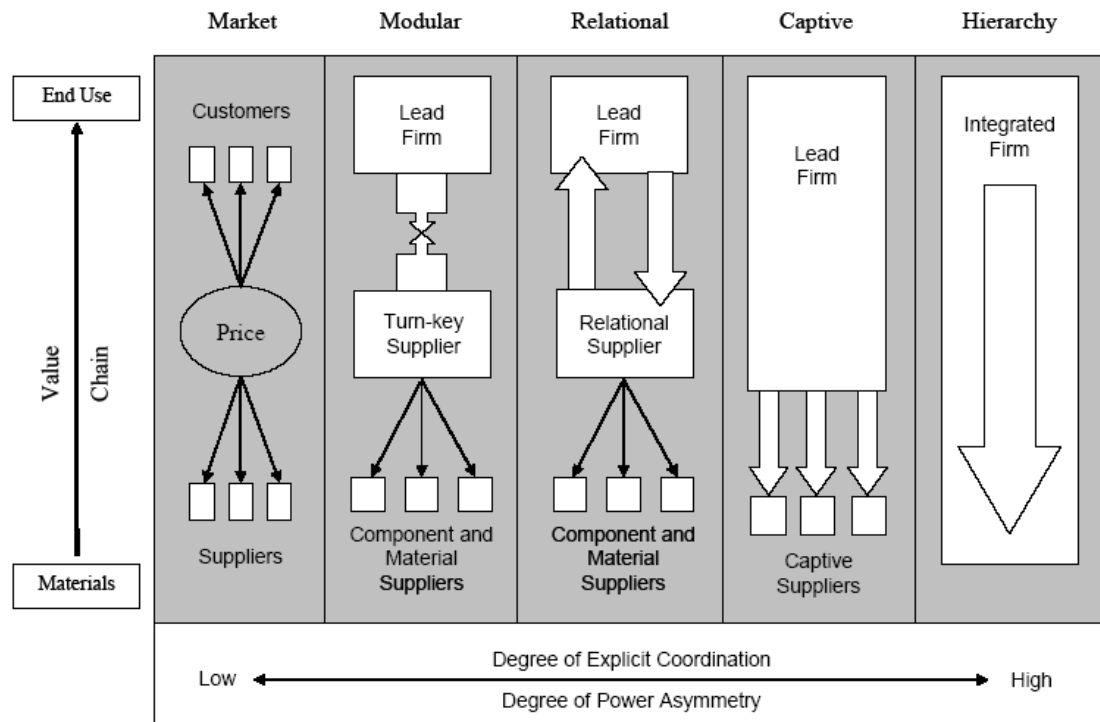 Market
Modular
Relational
Captive
Hierarchy
End Use
Value
Chain
Materials
Customers
Price
Suppliers
Lead
Firm
Turn-key
Supplier
Component and
Material
Suppliers
Lead
Firm
Relational
Supplier
Component and
Material
Suppliers
Lead
Firm
Captive
Suppliers
Integrated
Firm
Degree of Explicit Coordination
Low
High
Degree of Power Asymmetry